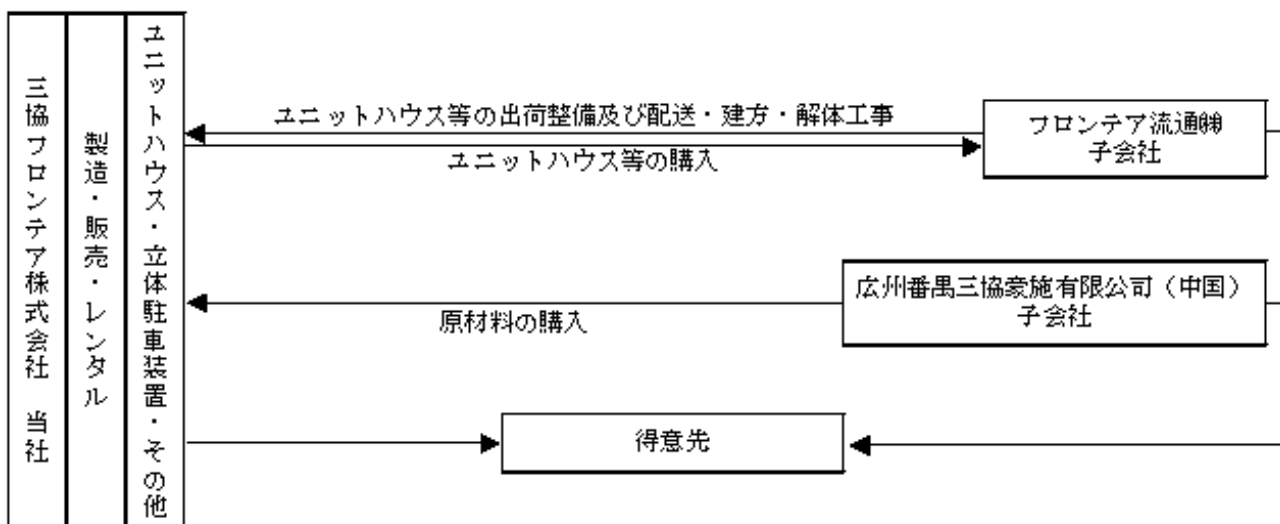 三協フロンテア株式会社 当社
製造・販売・レンタル
ユニットハウス・立体駐車装置・その他
ユニットハウス等の出荷整備及び配送・建方・解体工事
ユニットハウス等の購入
フロンテア流通㈱
子会社
原材料の購入
広州番禺三協豪施有限公司（中国）
子会社
得意先